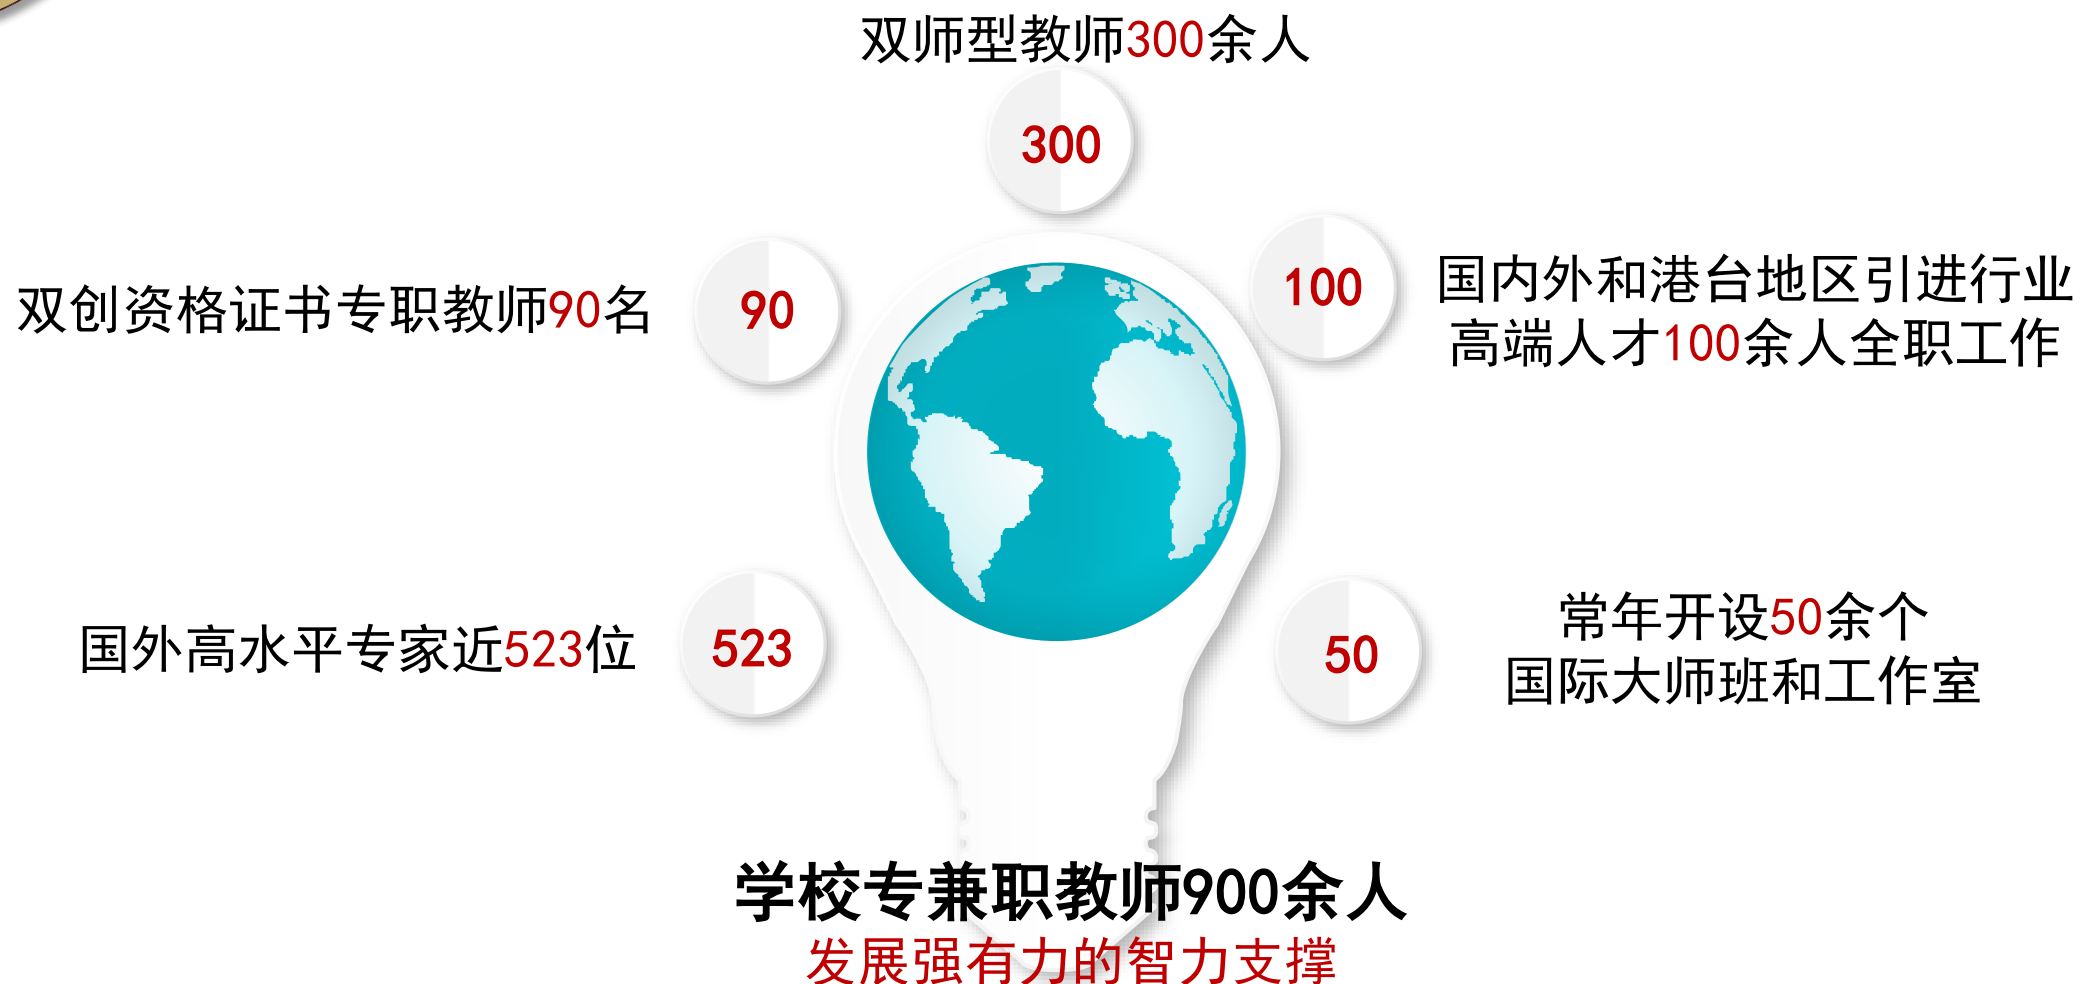 双师型教师300余人
300
双创资格证书专职教师90名
90
100
国内外和港台地区引进行业
高端人才100余人全职工作
国外高水平专家近523位
523
50
常年开设50余个
国际大师班和工作室
学校专兼职教师900余人
发展强有力的智力支撑